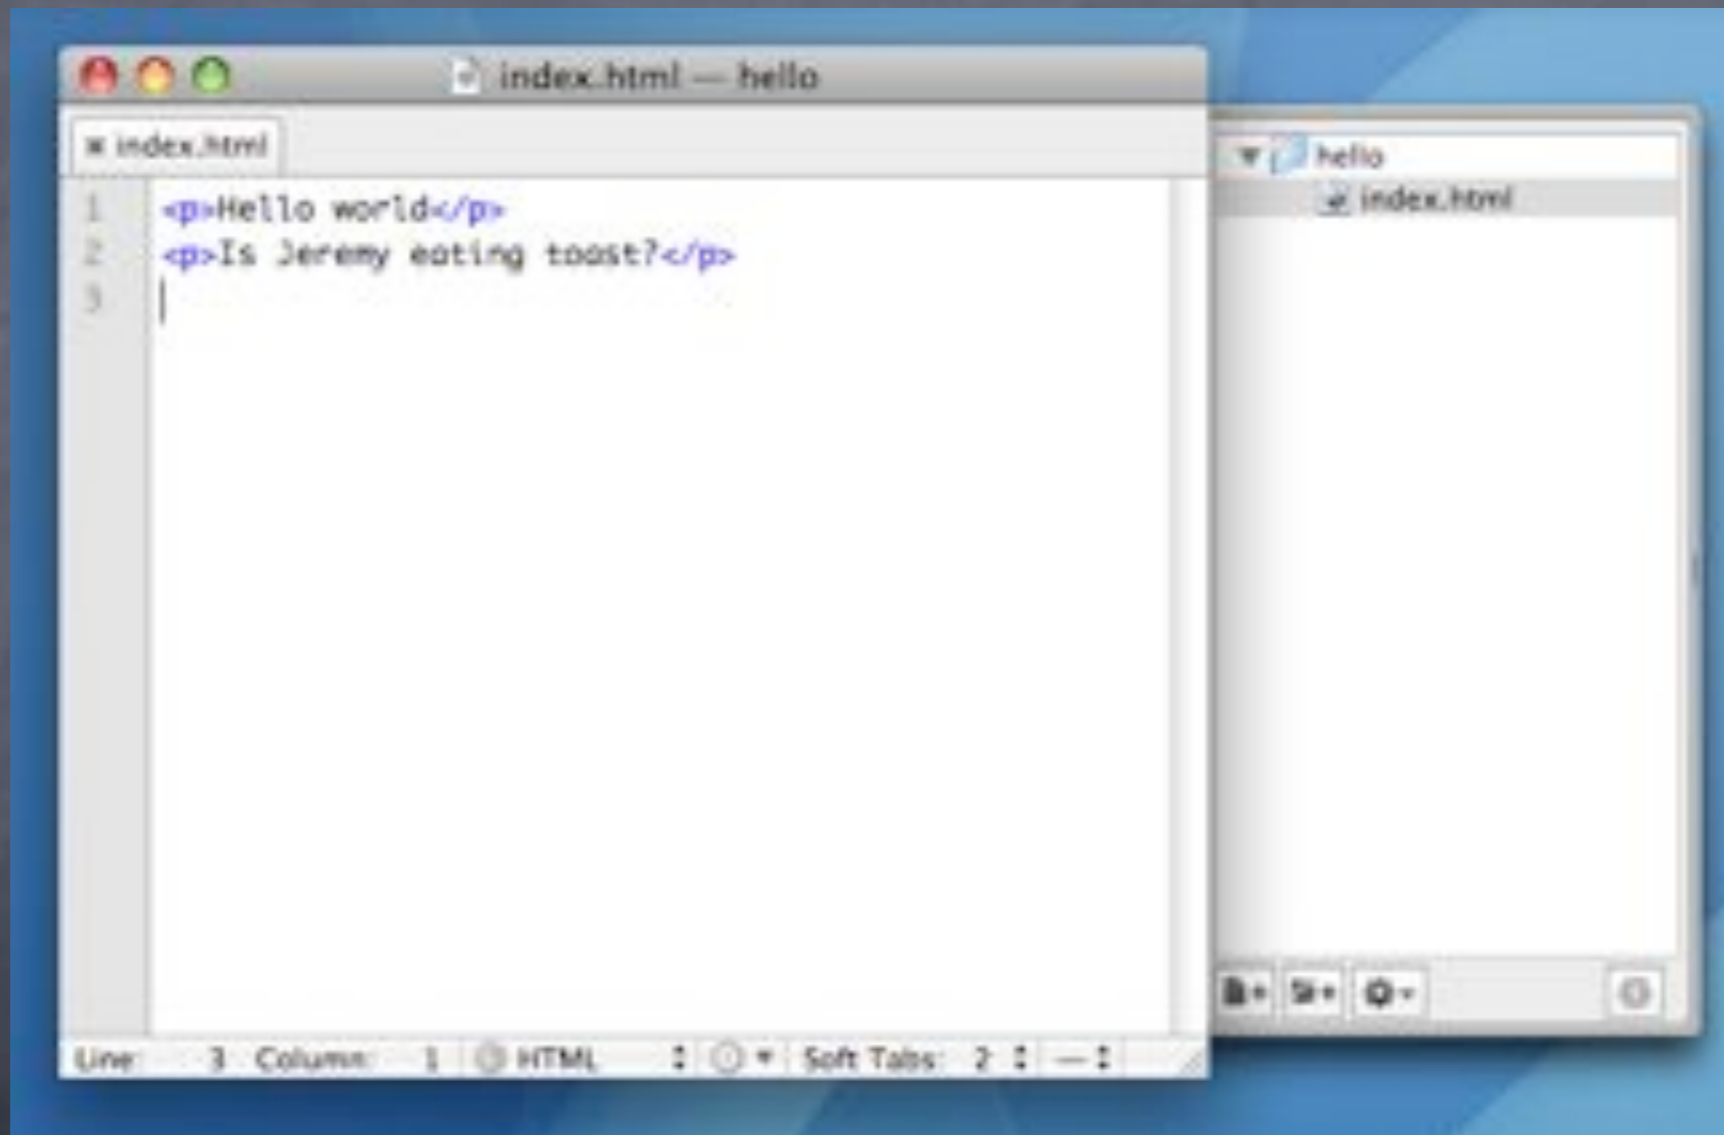 index.html — hello
index.html
1 <p>Hello world</p>
2 <p>Is Jeremy eating toast?</p>
3
hello
index.html
Line: 3 Column: 1 HTML Soft Tabs: 2 —